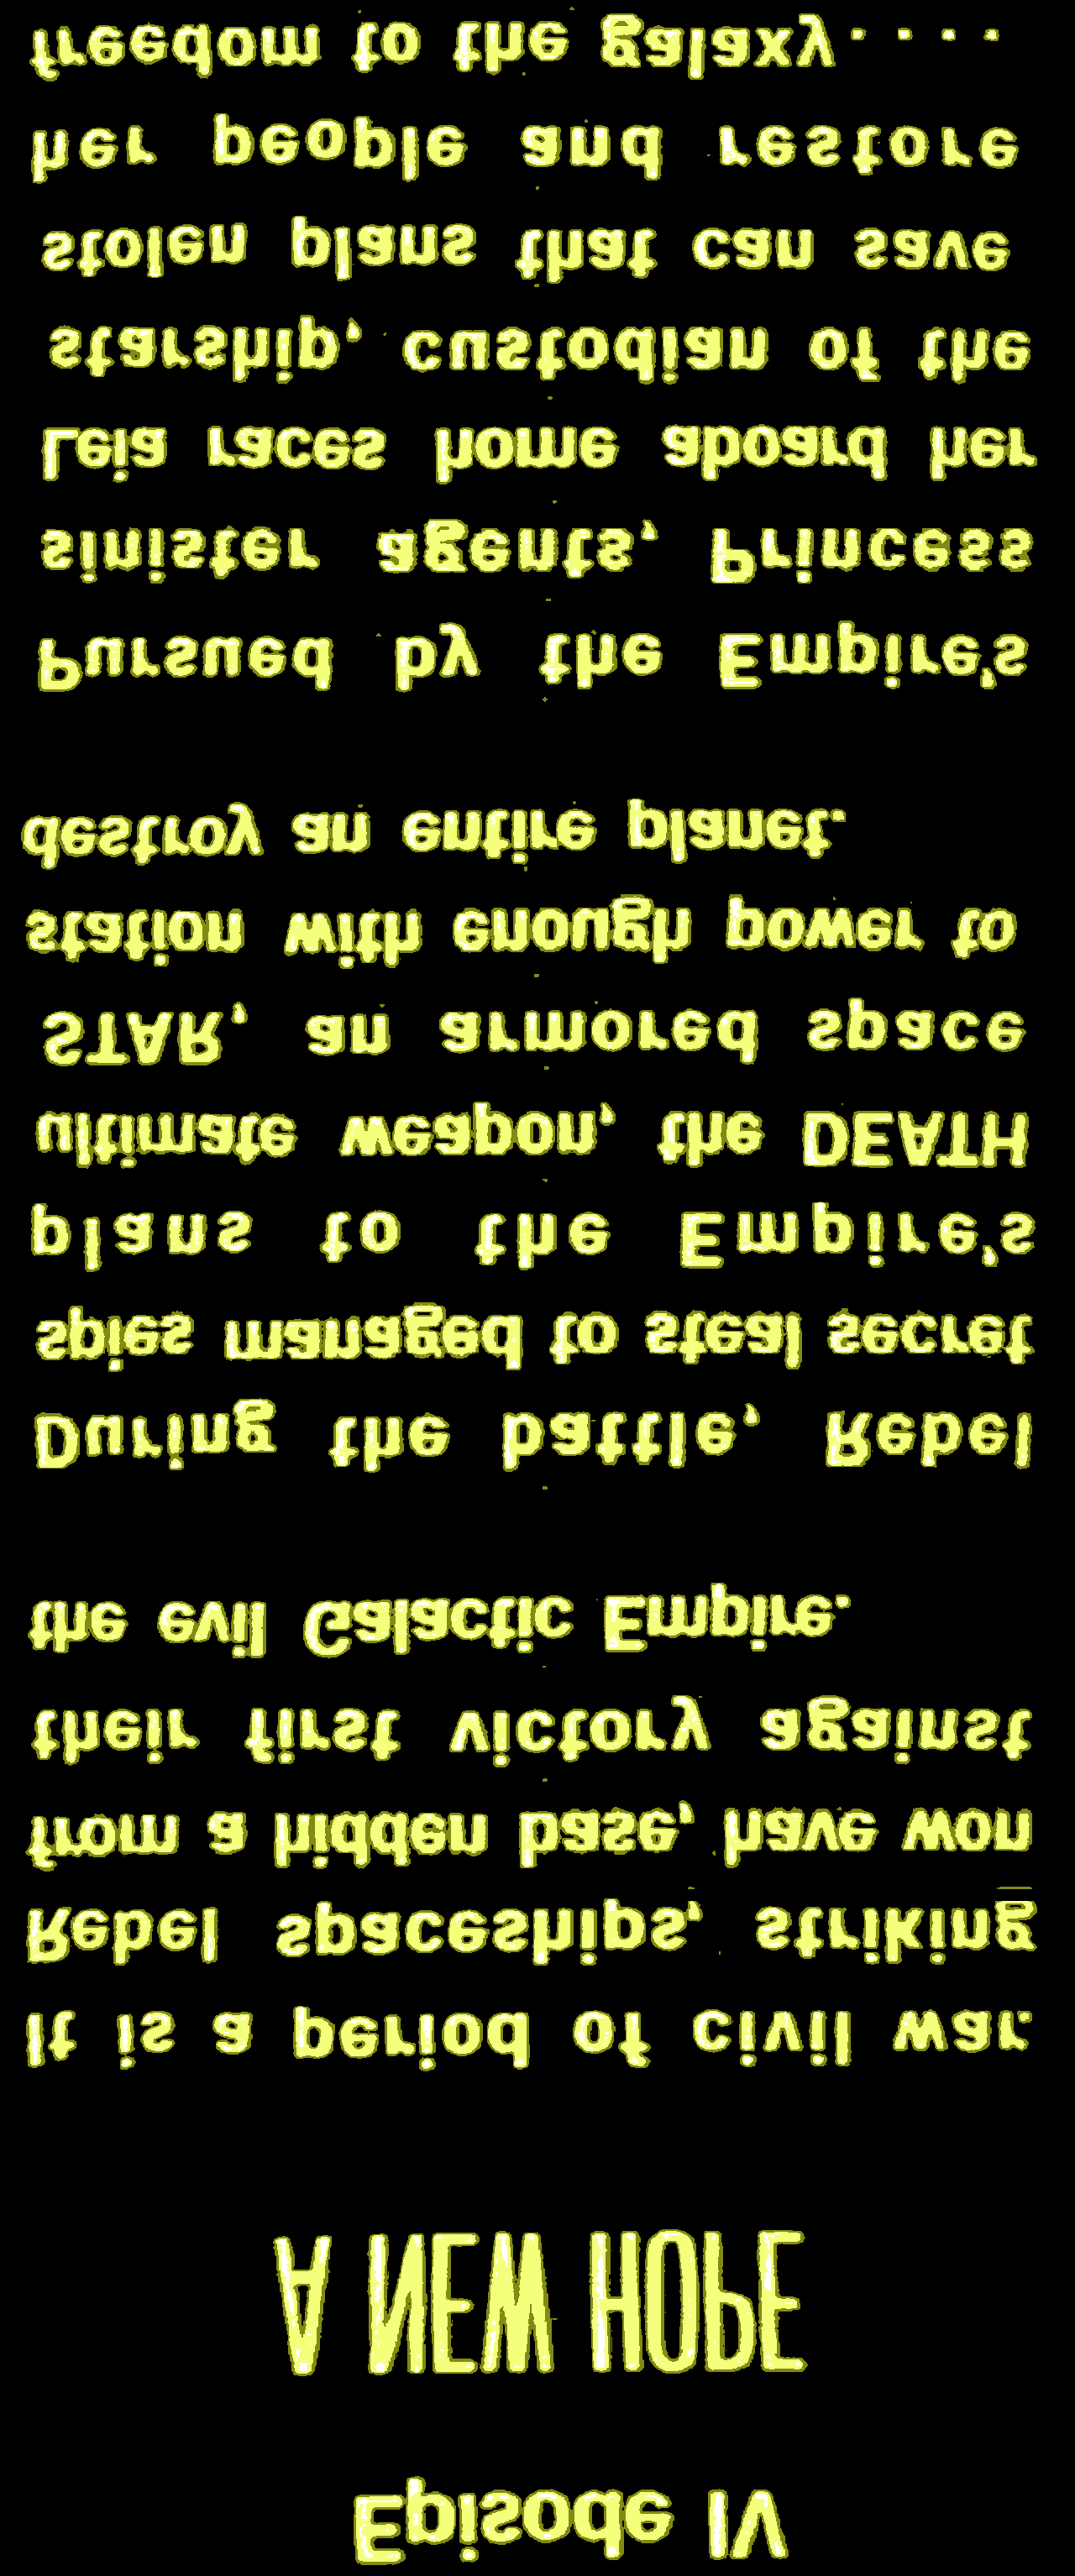 Episode IV
A NEW HOPE
It is a period of civil war.
Rebel spaceships, striking
from a hidden base, have won
their first victory against
the evil Galactic Empire.
During the battle, Rebel
spies managed to steal secret
plans to the Empire's
ultimate weapon, the DEATH
STAR, an armored space
station with enough power to
destroy an entire planet.
Pursued by the Empire's
sinister agents, Princess
Leia races home aboard her
starship, custodian of the
stolen plans that can save
her people and restore
freedom to the galaxy....